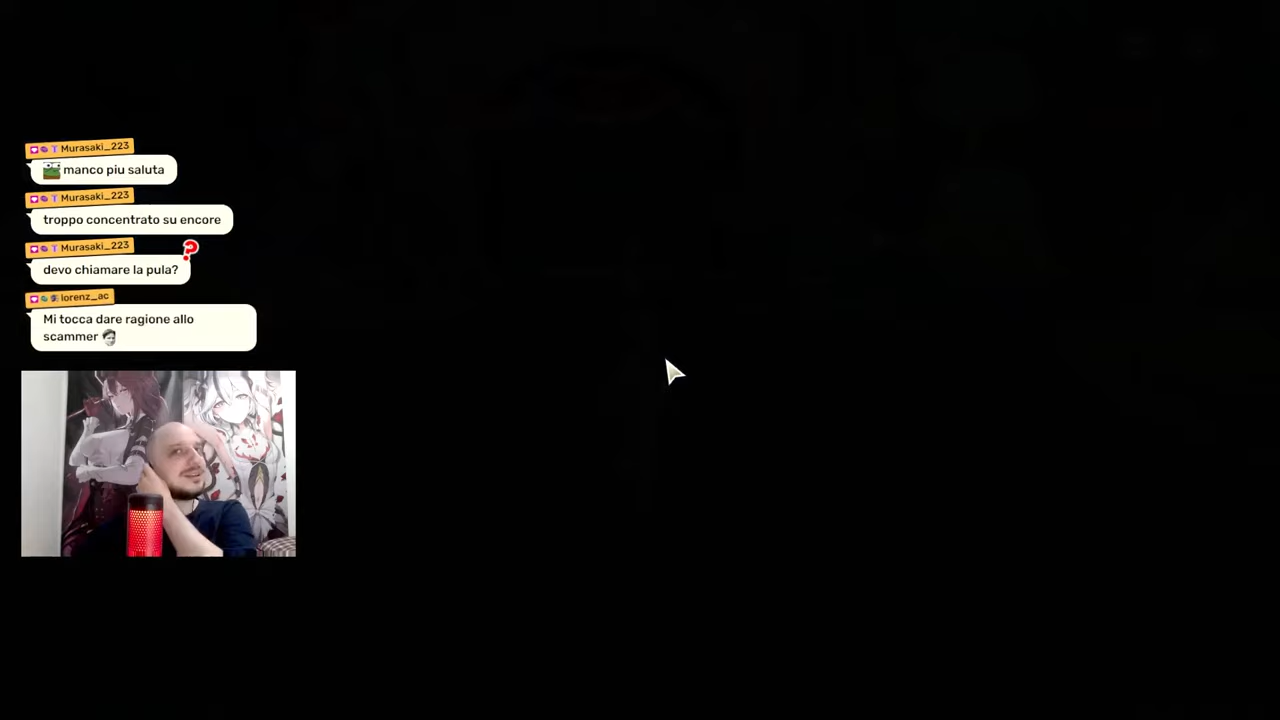 Murasaki_223
manco piu saluta
Murasaki_223
troppo concentrato su encore
Murasaki_223
devo chiamare la pula?
lorenz_ac
Mi tocca dare ragione allo
scammer